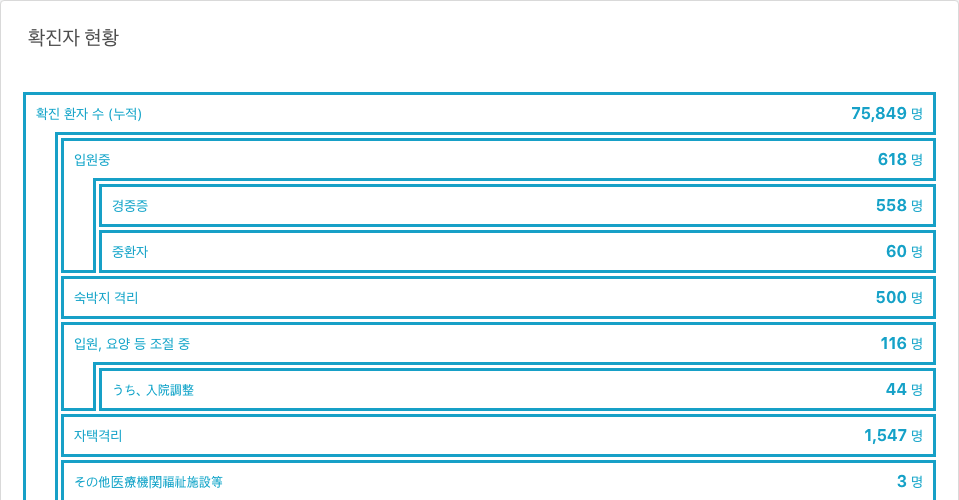 확진자 현황
확진 환자 수 (누적) 75,849 명
입원중 618 명
경중증 558 명
중환자 60 명
숙박지 격리 500 명
입원, 요양 등 조절 중 116 명
うち、入院調整 44 명
자택격리 1,547 명
その他医療機関福祉施設等 3 명